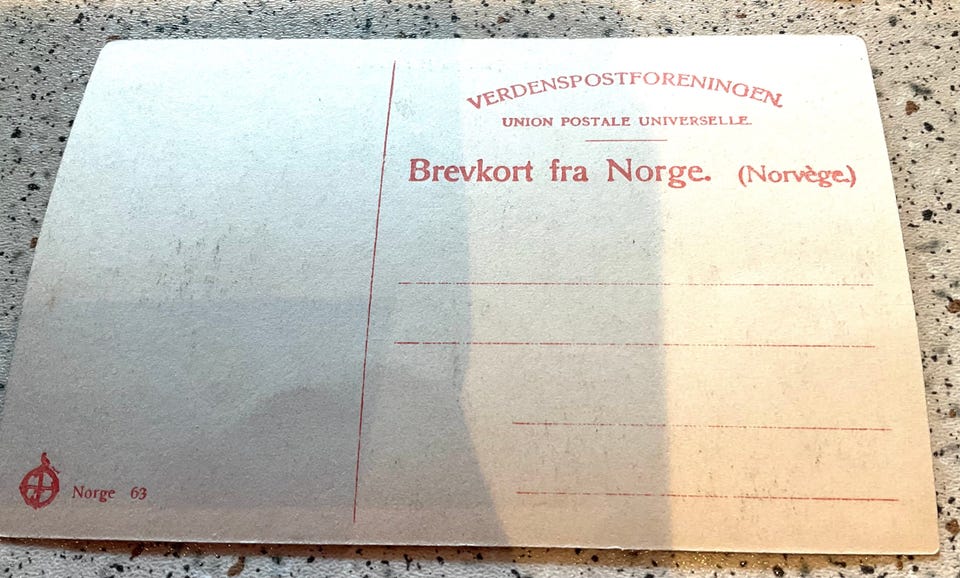 VERDENSPOSTFORENINGEN.
UNION POSTALE UNIVERSELLE.
Brevkort fra Norge. (Norvège.)
Norge 63